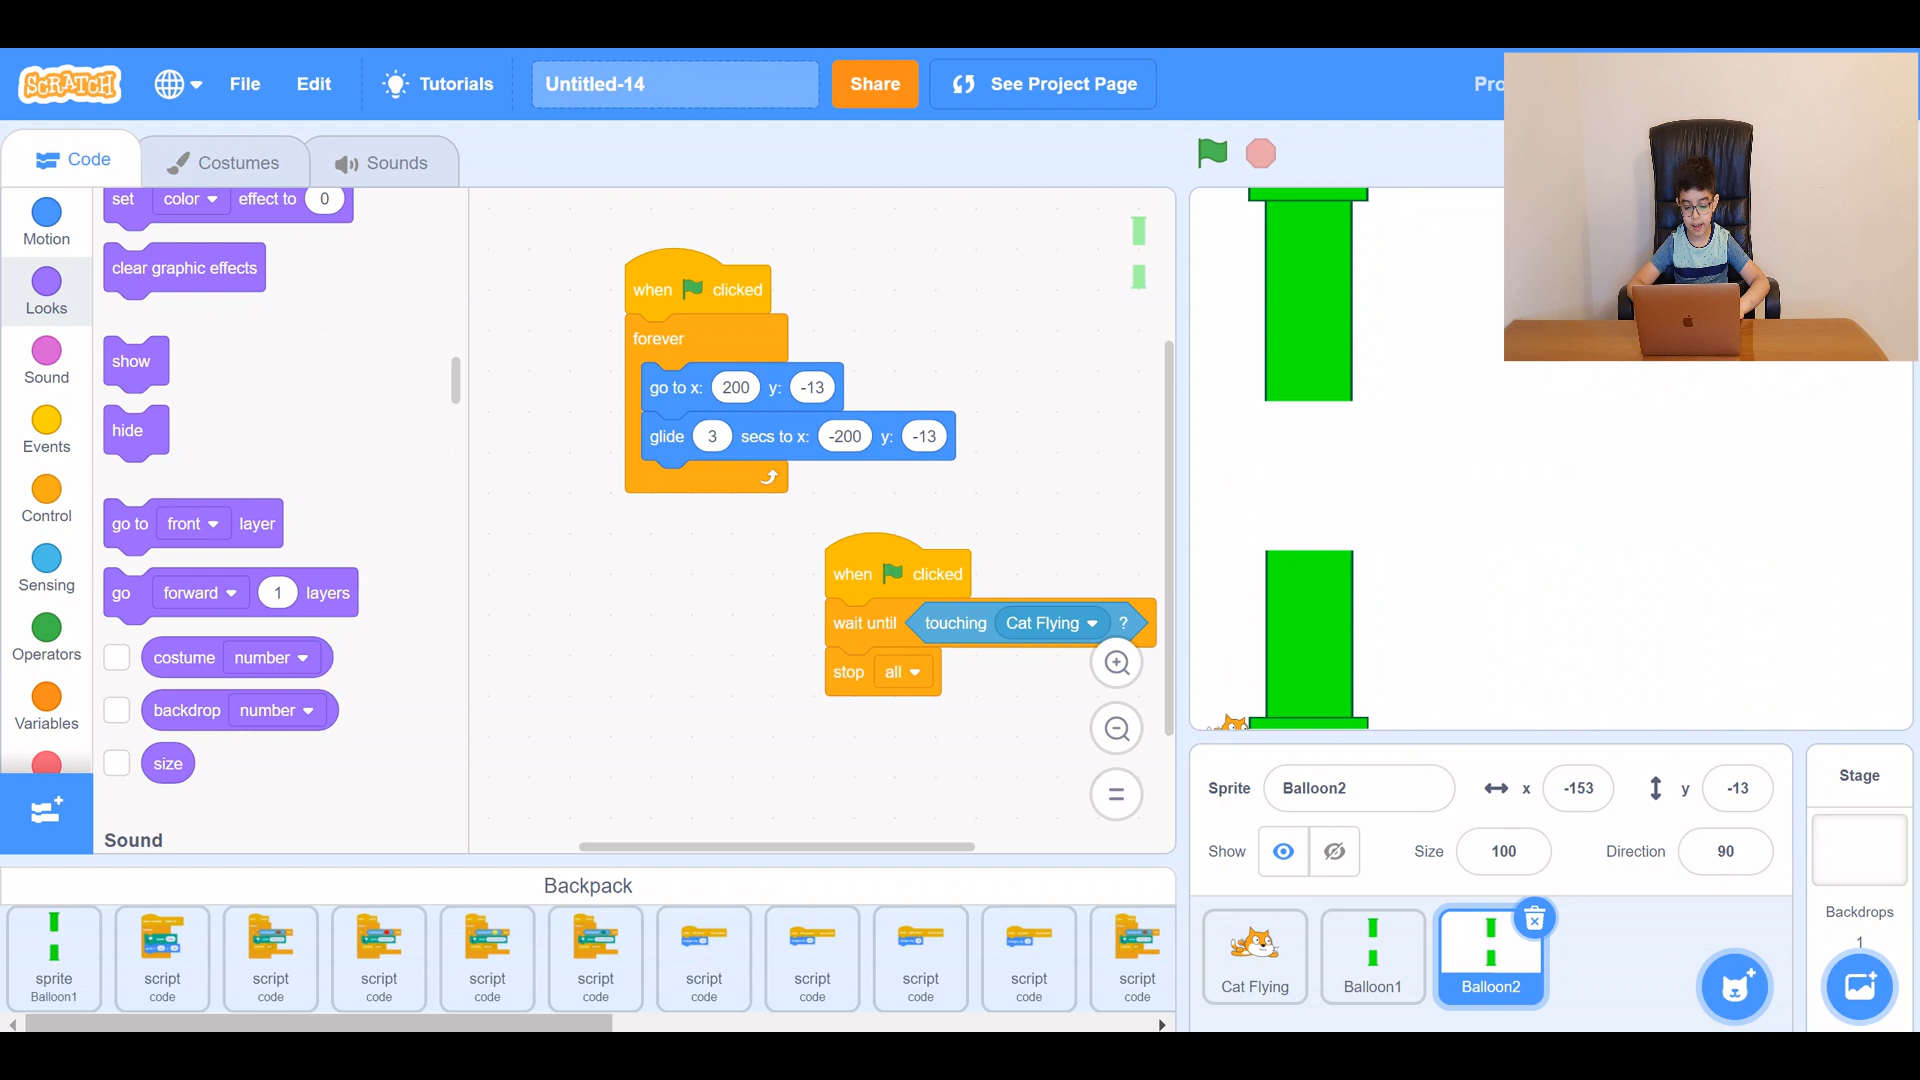 SCRATCH
File
Edit
Tutorials
Untitled-14
Share
See Project Page
Pro
Code
Costumes
Sounds
Motion
Looks
Sound
Events
Control
Sensing
Operators
Variables
set color effect to 0
clear graphic effects
show
hide
go to front layer
go forward 1 layers
costume number
backdrop number
size
Sound
when clicked
forever
go to x: 200 y: -13
glide 3 secs to x: -200 y: -13
when clicked
wait until touching Cat Flying ?
stop all
Sprite Balloon2 x -153 y -13
Show Size 100 Direction 90
Cat Flying
Balloon1
Balloon2
Stage
Backdrops
1
Backpack
sprite
Balloon1
script
code
script
code
script
code
script
code
script
code
script
code
script
code
script
code
script
code
script
code